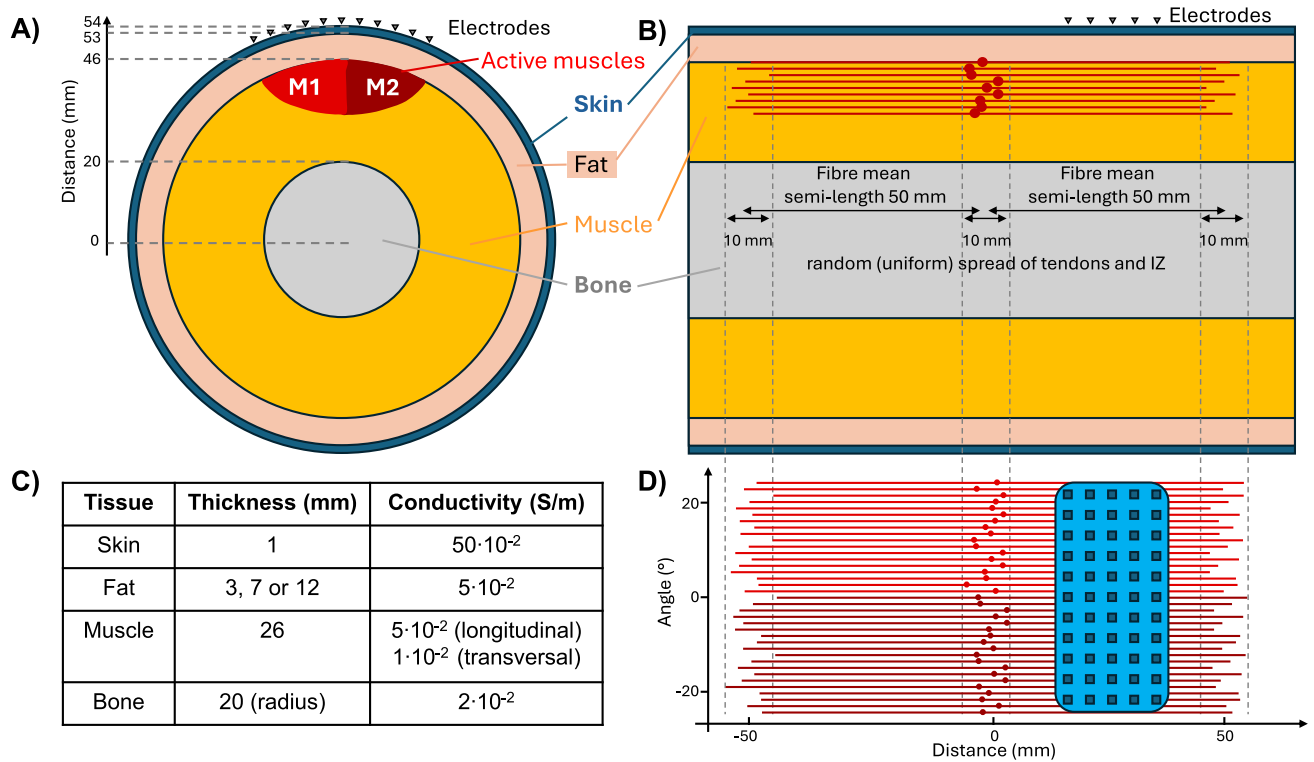 A)
54
53
46
20
0
Distance (mm)
Electrodes
Active muscles
M1
M2
Skin
Fat
Muscle
Bone
B)
Electrodes
Fibre mean
semi-length 50 mm
Fibre mean
semi-length 50 mm
10 mm
10 mm
10 mm
random (uniform) spread of tendons and IZ
C)
Tissue Thickness (mm) Conductivity (S/m)
Skin 1 50·10-2
Fat 3, 7 or 12 5·10-2
Muscle 26 5·10-2 (longitudinal)
1·10-2 (transversal)
Bone 20 (radius) 2·10-2
D)
20
0
-20
Angle (°)
-50
0
50
Distance (mm)